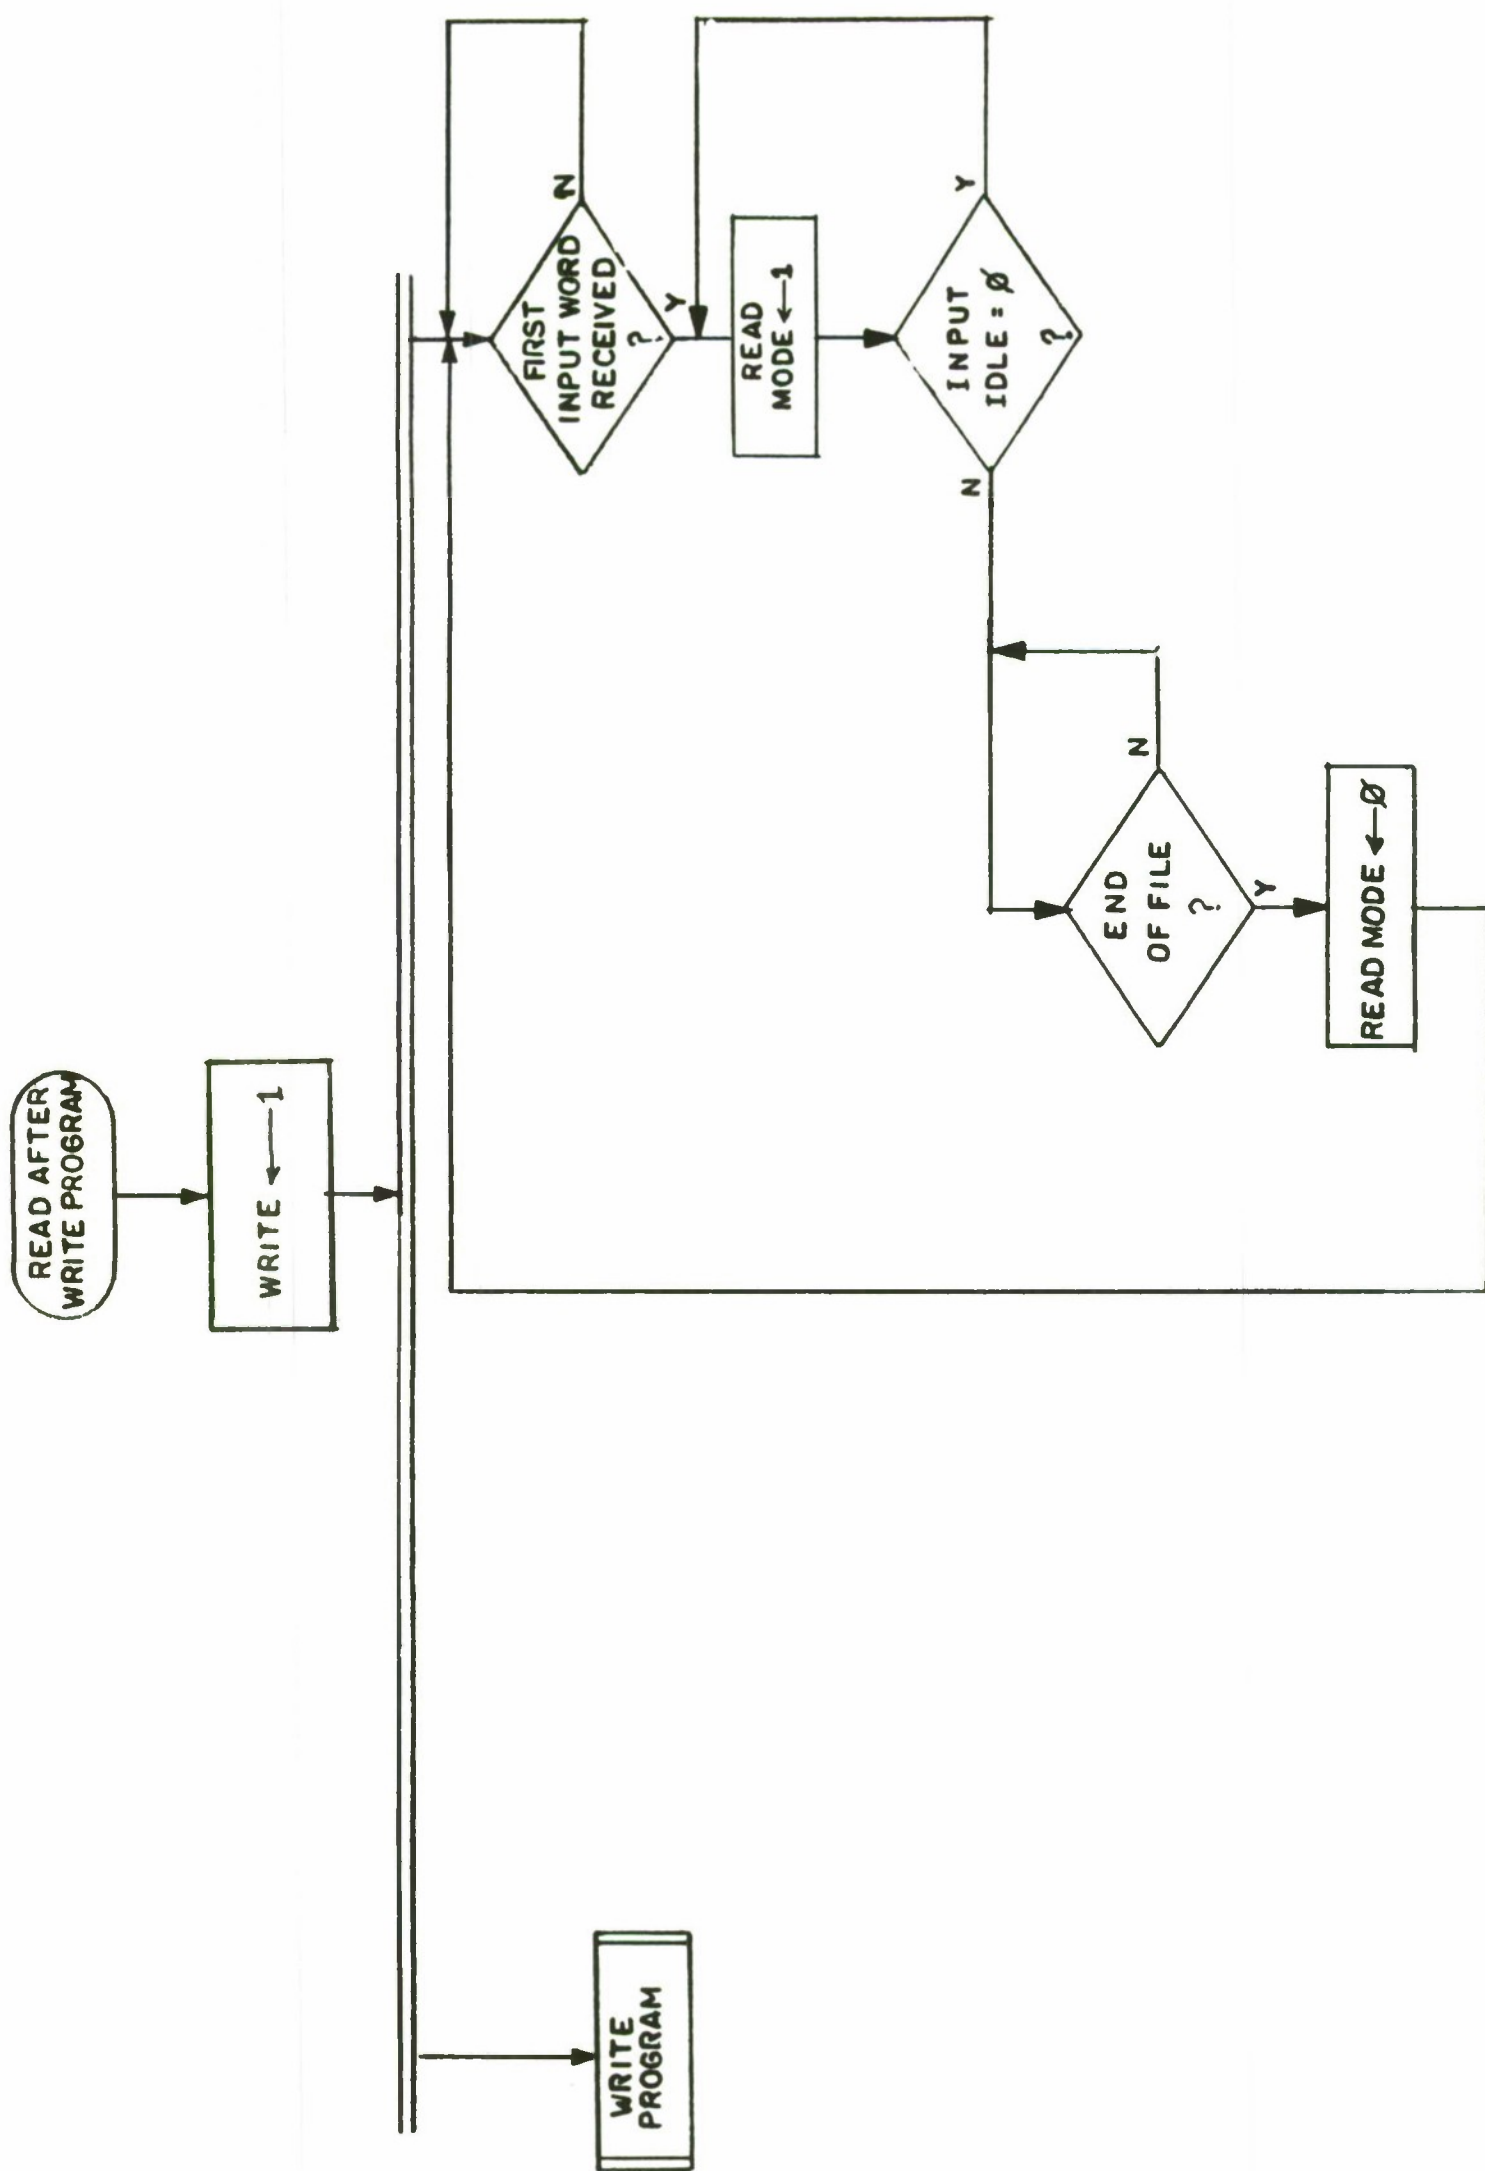 READ AFTER
WRITE PROGRAM
WRITE ← 1
WRITE
PROGRAM
FIRST
INPUT WORD
RECEIVED
?
N
Y
READ
MODE ← 1
INPUT
IDLE = Ø
?
Y
N
END
OF FILE
?
N
Y
READ MODE ← Ø